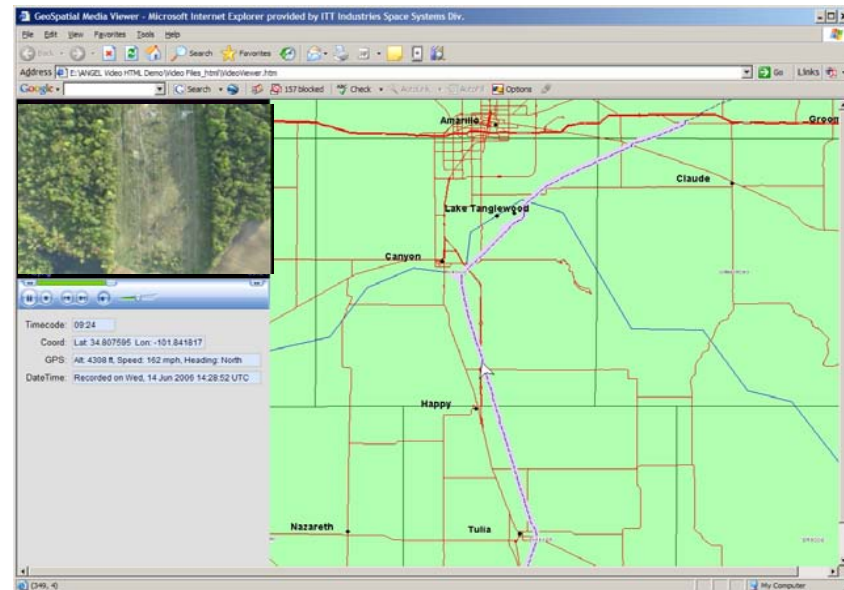 GeoSpatial Media Viewer - Microsoft Internet Explorer provided by ITT Industries Space Systems Div.
File Edit View Favorites Tools Help
Back Search Favorites
Address E:\ANGEL Video HTML Demo\Video Files_html\VideoViewer.htm Go Links
Google Search 157 blocked Check AutoLink AutoFill Options
Amarillo
Groom
Claude
Lake Tanglewood
Canyon
Timecode: 09:24
Coord: Lat: 34.807595 Lon: -101.841817
GPS: Alt: 4308 ft, Speed: 162 mph, Heading: North
DateTime: Recorded on Wed, 14 Jun 2006 14:28:52 UTC
Happy
Nazareth
Tulia
(349, 4) My Computer